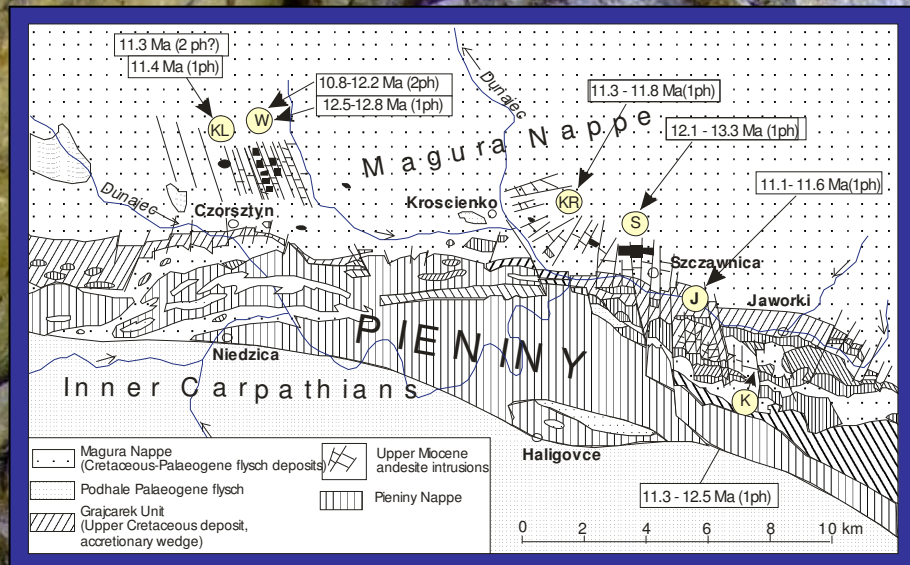 11.3 Ma (2 ph?)
11.4 Ma (1ph)
10.8-12.2 Ma (2ph)
12.5-12.8 Ma (1ph)
KL
W
Dunajec
11.3 - 11.8 Ma(1ph)
12.1 - 13.3 Ma (1ph)
11.1- 11.6 Ma(1ph)
Magura Nappe
KR
S
Dunajec
Czorsztyn
Kroscienko
Szczawnica
J
Jaworki
PIENINY
Niedzica
Inner Carpathians
K
Haligovce
11.3 - 12.5 Ma (1ph)
Magura Nappe
(Cretaceous-Palaeogene flysch deposits)
Podhale Palaeogene flysch
Grajcarek Unit
(Upper Cretaceous deposit,
accretionary wedge)
Upper Miocene
andesite intrusions
Pieniny Nappe
0 2 4 6 8 10 km